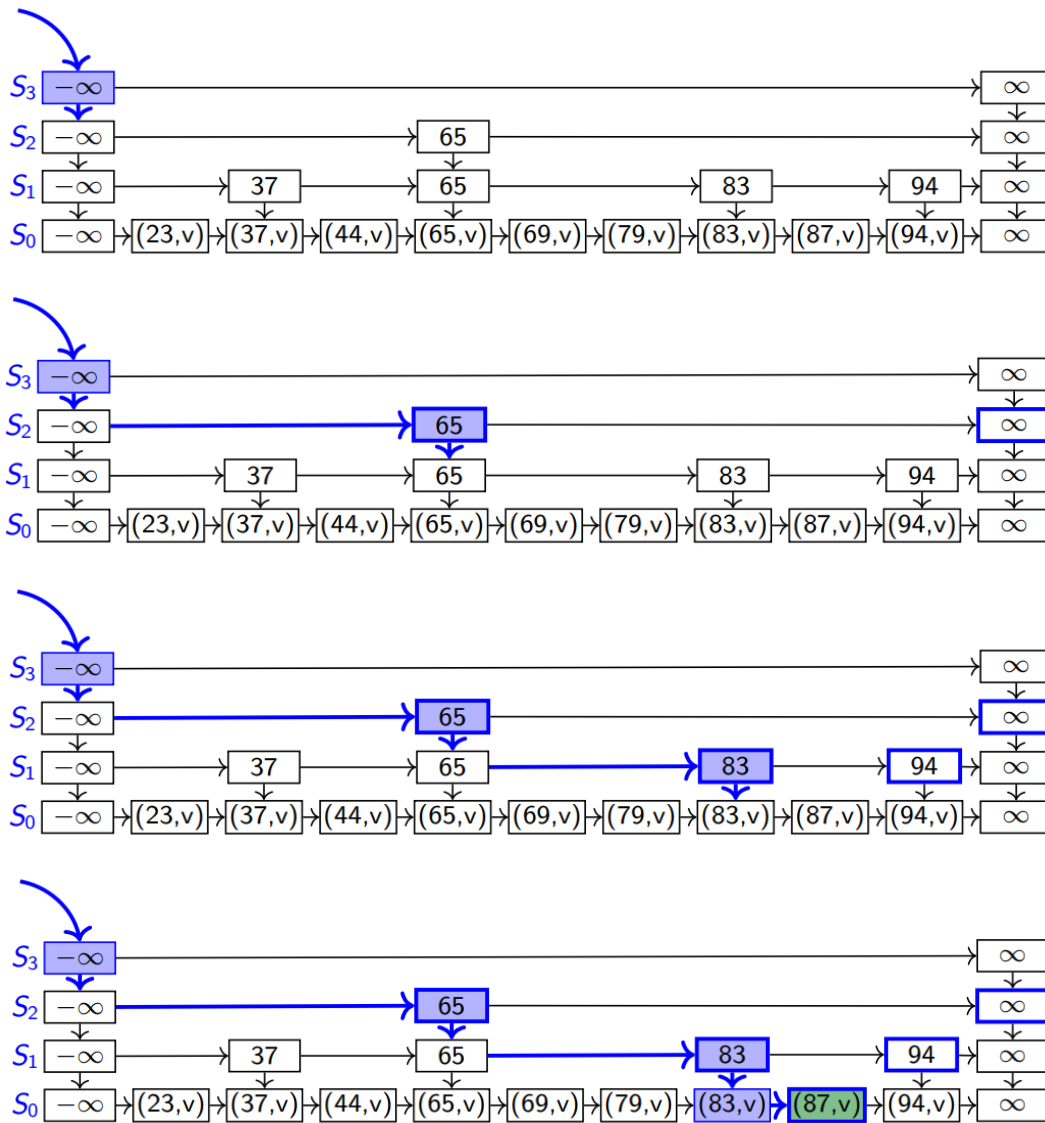 S₃ −∞ ∞
S₂ −∞ 65 ∞
S₁ −∞ 37 65 83 94 ∞
S₀ −∞ (23,v) (37,v) (44,v) (65,v) (69,v) (79,v) (83,v) (87,v) (94,v) ∞
S₃ −∞ ∞
S₂ −∞ 65 ∞
S₁ −∞ 37 65 83 94 ∞
S₀ −∞ (23,v) (37,v) (44,v) (65,v) (69,v) (79,v) (83,v) (87,v) (94,v) ∞
S₃ −∞ ∞
S₂ −∞ 65 ∞
S₁ −∞ 37 65 83 94 ∞
S₀ −∞ (23,v) (37,v) (44,v) (65,v) (69,v) (79,v) (83,v) (87,v) (94,v) ∞
S₃ −∞ ∞
S₂ −∞ 65 ∞
S₁ −∞ 37 65 83 94 ∞
S₀ −∞ (23,v) (37,v) (44,v) (65,v) (69,v) (79,v) (83,v) (87,v) (94,v) ∞